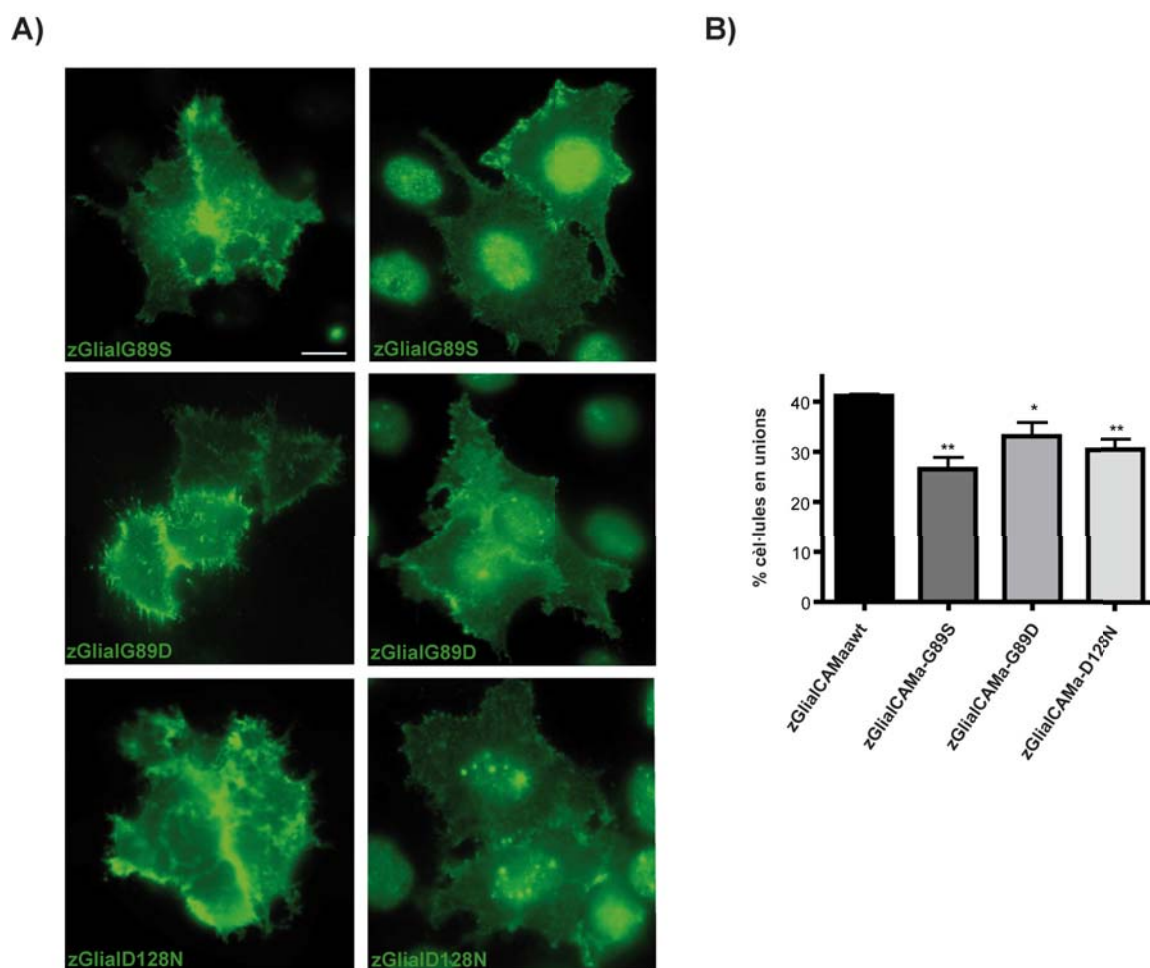 A)
B)
zGlialG89S
zGlialG89S
zGlialG89D
zGlialG89D
zGlialD128N
zGlialD128N
% cèl·lules en unions
40
30
20
10
0
**
*
**
zGlialCAMaawt
zGlialCAMa-G89S
zGlialCAMa-G89D
zGlialCAMa-D128N